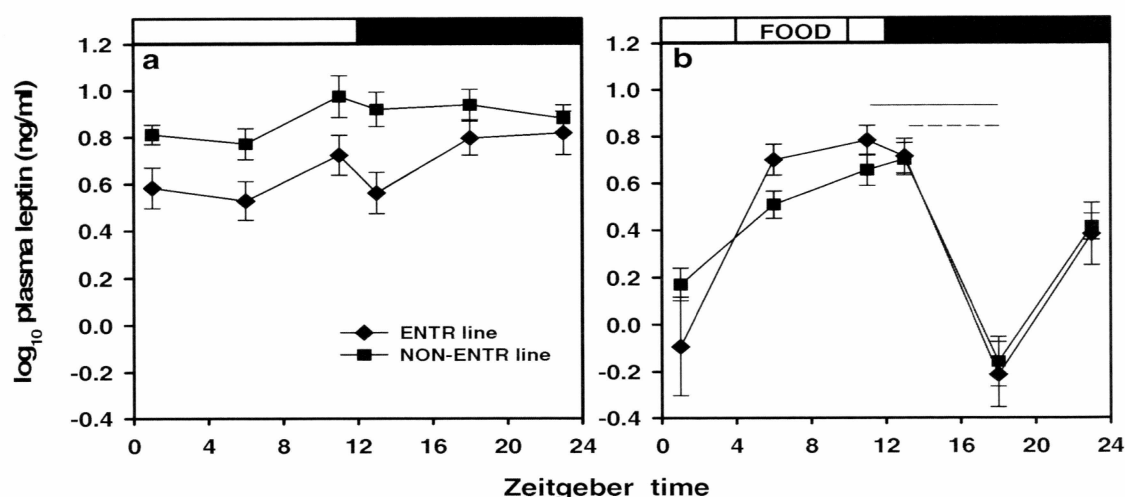 FOOD
a
b
1.2
1.0
0.8
0.6
0.4
0.2
0.0
-0.2
-0.4
1.2
1.0
0.8
0.6
0.4
0.2
0.0
-0.2
-0.4
log10 plasma leptin (ng/ml)
ENTR line
NON-ENTR line
0 4 8 12 16 20 24
0 4 8 12 16 20 24
Zeitgeber time